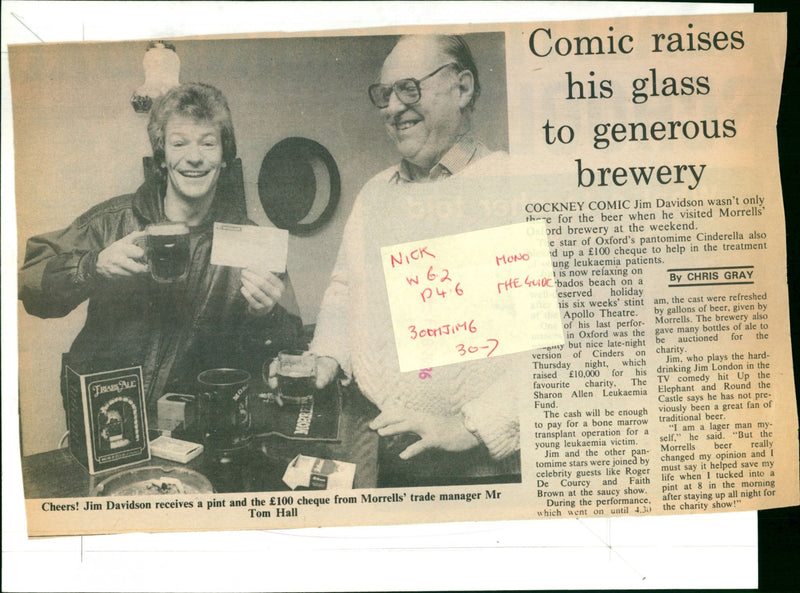 Comic raises
his glass
to generous
brewery
COCKNEY COMIC Jim Davidson wasn't only
there for the beer when he visited Morrells'
Oxford brewery at the weekend.
star of Oxford's pantomime Cinderella also
up a £100 cheque to help in the treatment
young leukaemia patients.
is now relaxing on
beach on a
holiday
his six weeks' stint
Apollo Theatre.
of his last perfor-
in Oxford was the
but nice late-night
version of Cinders on
Thursday night, which
raised £10,000 for his
favourite charity, The
Sharon Allen Leukaemia
Fund.
The cash will be enough
to pay for a bone marrow
transplant operation for a
young leukaemia victim.
Jim and the other pan-
tomime stars were joined by
celebrity guests like Roger
De Courcy and Faith
Brown at the saucy show.
During the performance,
which went on until 4.30
By CHRIS GRAY
am, the cast were refreshed
by gallons of beer, given by
Morrells. The brewery also
gave many bottles of ale to
be auctioned for the
charity.
Jim, who plays the hard-
drinking Jim London in the
TV comedy hit Up the
Elephant and Round the
Castle says he has not pre-
viously been a great fan of
traditional beer.
"I am a lager man my-
self," he said. "But the
Morrells beer really
changed my opinion and I
must say it helped save my
life when I tucked into a
pint at 8 in the morning
after staying up all night for
the charity show!"
NICK
MONO
W 6.2
THE GUIDE
D 4.6
30 →
FRIARS ALE
Cheers! Jim Davidson receives a pint and the £100 cheque from Morrells' trade manager Mr
Tom Hall